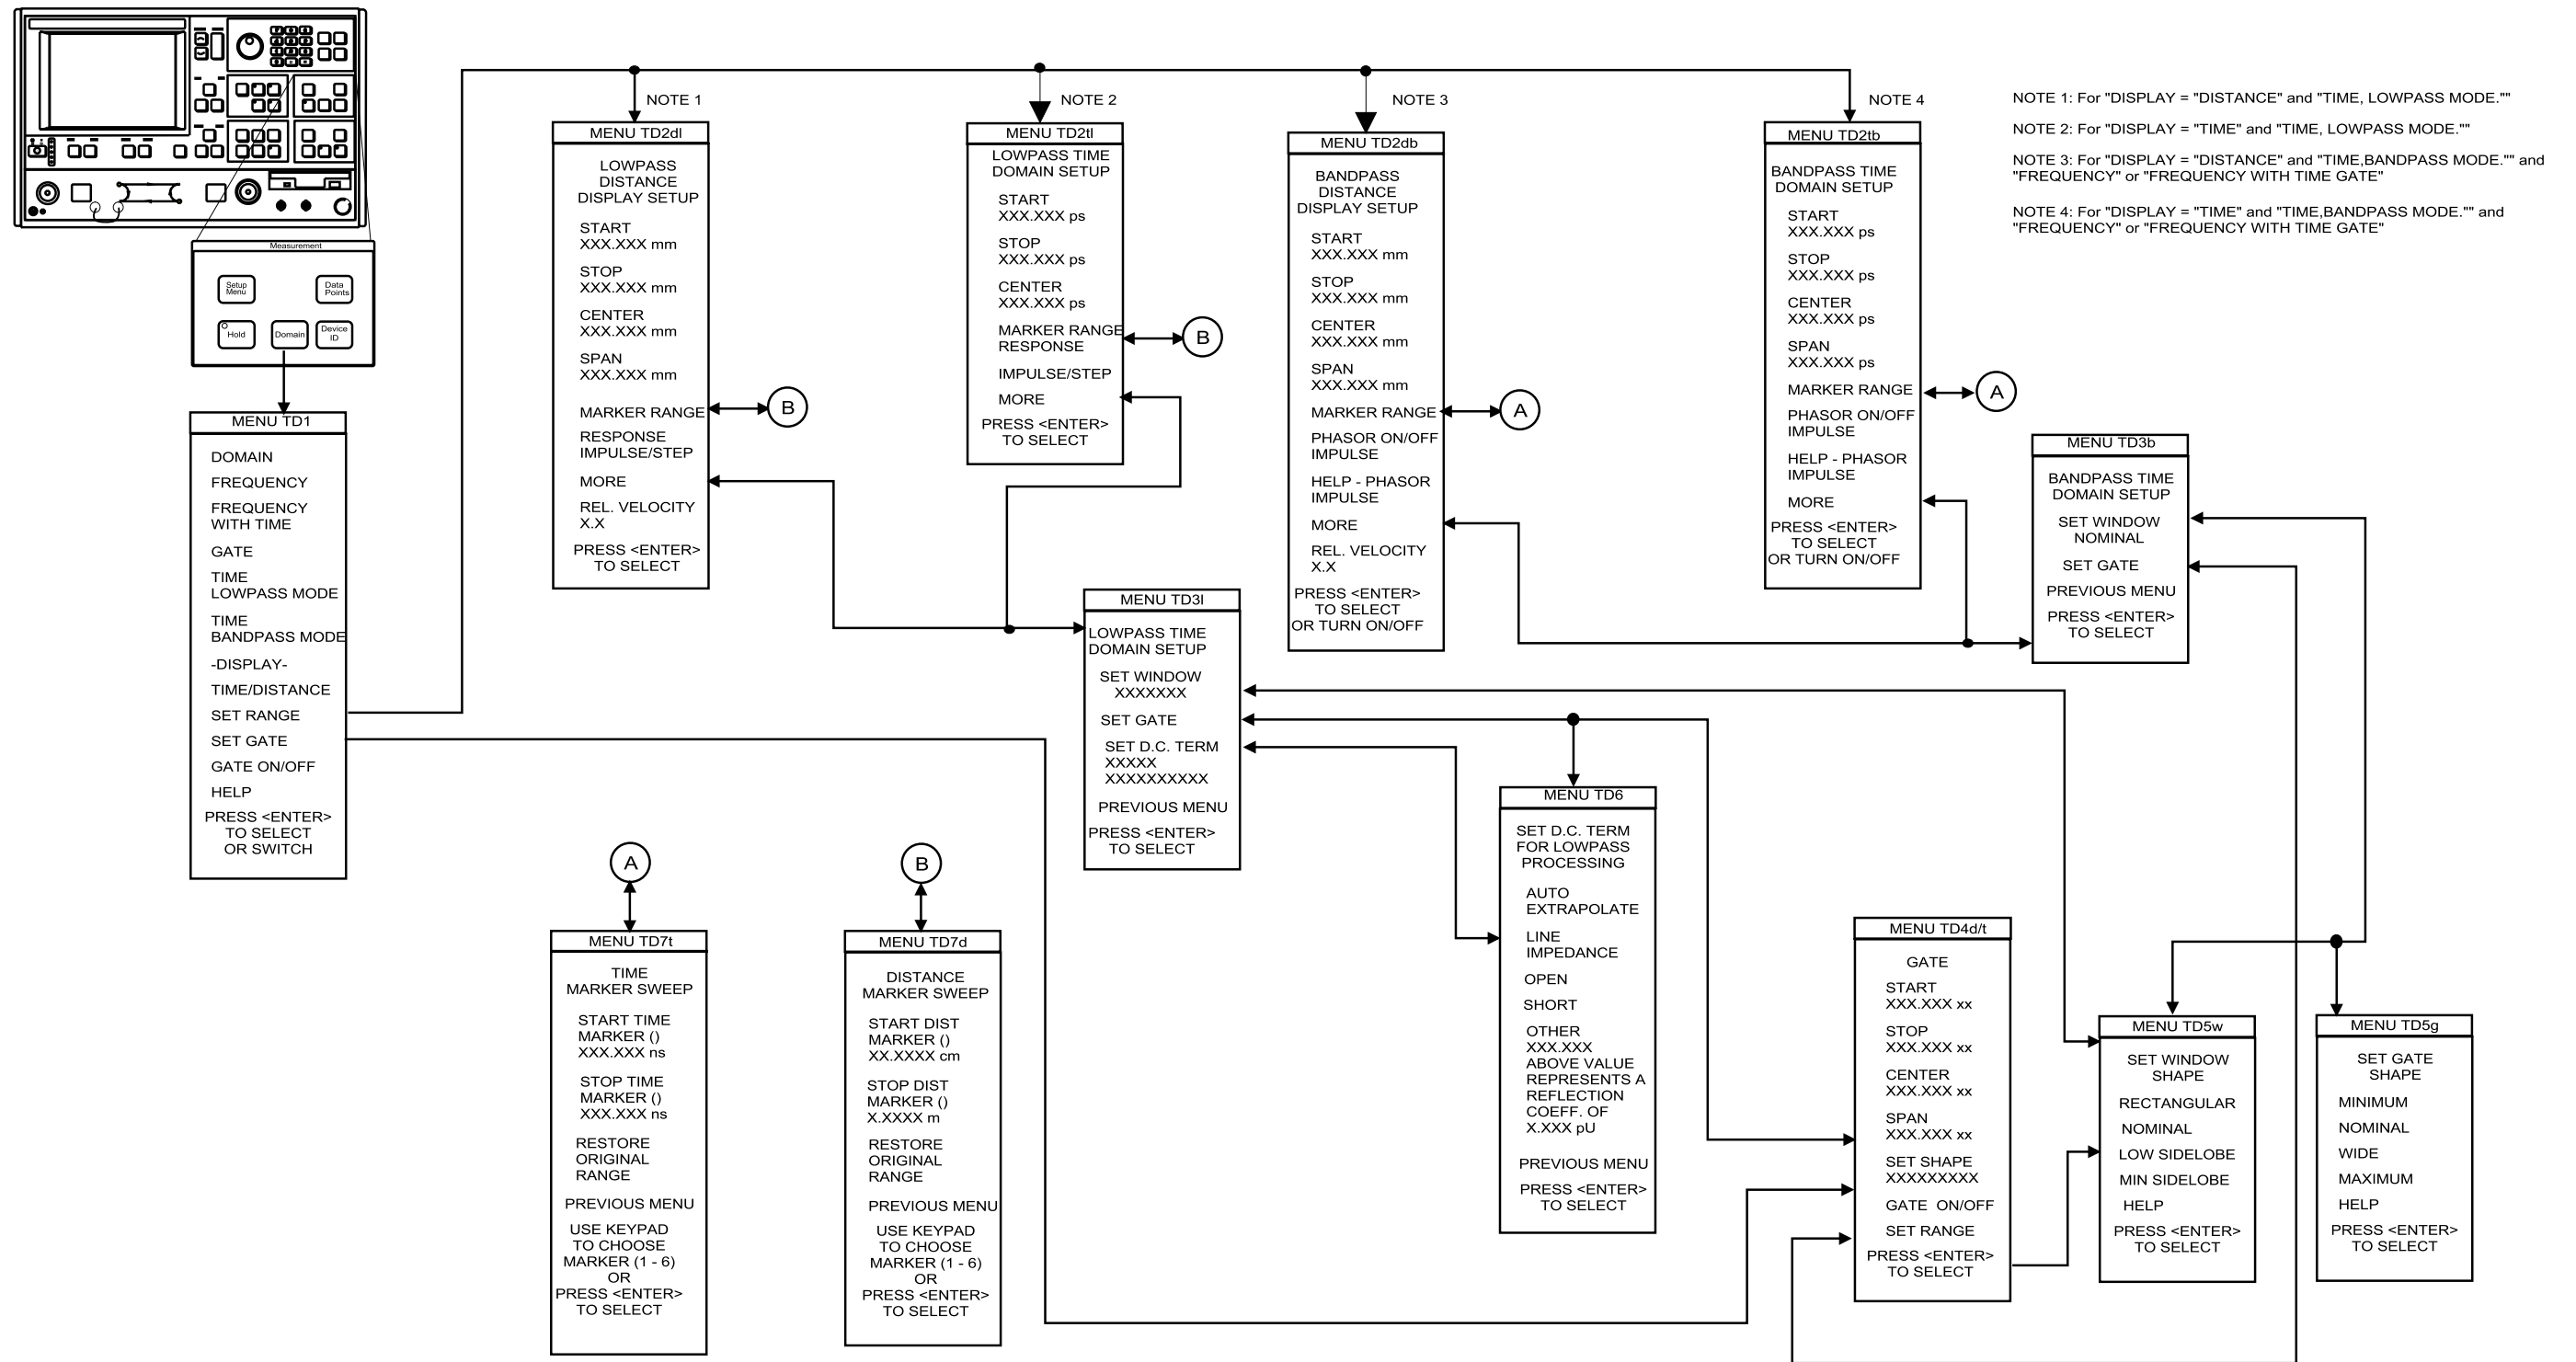 Measurement
Setup
Menu
Data
Points
Hold
Domain
Device
ID
MENU TD1
DOMAIN
FREQUENCY
FREQUENCY
WITH TIME
GATE
TIME
LOWPASS MODE
TIME
BANDPASS MODE
-DISPLAY-
TIME/DISTANCE
SET RANGE
SET GATE
GATE ON/OFF
HELP
PRESS <ENTER>
TO SELECT
OR SWITCH
NOTE 1
MENU TD2dl
LOWPASS
DISTANCE
DISPLAY SETUP
START
XXX.XXX mm
STOP
XXX.XXX mm
CENTER
XXX.XXX mm
SPAN
XXX.XXX mm
MARKER RANGE
B
RESPONSE
IMPULSE/STEP
MORE
REL. VELOCITY
X.X
PRESS <ENTER>
TO SELECT
NOTE 2
MENU TD2tl
LOWPASS TIME
DOMAIN SETUP
START
XXX.XXX ps
STOP
XXX.XXX ps
CENTER
XXX.XXX ps
MARKER RANGE
RESPONSE
B
IMPULSE/STEP
MORE
PRESS <ENTER>
TO SELECT
NOTE 3
MENU TD2db
BANDPASS
DISTANCE
DISPLAY SETUP
START
XXX.XXX mm
STOP
XXX.XXX mm
CENTER
XXX.XXX mm
SPAN
XXX.XXX mm
MARKER RANGE
A
PHASOR ON/OFF
IMPULSE
HELP - PHASOR
IMPULSE
MORE
REL. VELOCITY
X.X
PRESS <ENTER>
TO SELECT
OR TURN ON/OFF
NOTE 4
MENU TD2tb
BANDPASS TIME
DOMAIN SETUP
START
XXX.XXX ps
STOP
XXX.XXX ps
CENTER
XXX.XXX ps
SPAN
XXX.XXX ps
MARKER RANGE
A
PHASOR ON/OFF
IMPULSE
HELP - PHASOR
IMPULSE
MORE
PRESS <ENTER>
TO SELECT
OR TURN ON/OFF
NOTE 1: For "DISPLAY = "DISTANCE" and "TIME, LOWPASS MODE.""
NOTE 2: For "DISPLAY = "TIME" and "TIME, LOWPASS MODE.""
NOTE 3: For "DISPLAY = "DISTANCE" and "TIME,BANDPASS MODE."" and
"FREQUENCY" or "FREQUENCY WITH TIME GATE"
NOTE 4: For "DISPLAY = "TIME" and "TIME,BANDPASS MODE."" and
"FREQUENCY" or "FREQUENCY WITH TIME GATE"
MENU TD3b
BANDPASS TIME
DOMAIN SETUP
SET WINDOW
NOMINAL
SET GATE
PREVIOUS MENU
PRESS <ENTER>
TO SELECT
MENU TD3l
LOWPASS TIME
DOMAIN SETUP
SET WINDOW
XXXXXXX
SET GATE
SET D.C. TERM
XXXXX
XXXXXXXXXX
PREVIOUS MENU
PRESS <ENTER>
TO SELECT
A
MENU TD7t
TIME
MARKER SWEEP
START TIME
MARKER ()
XXX.XXX ns
STOP TIME
MARKER ()
XXX.XXX ns
RESTORE
ORIGINAL
RANGE
PREVIOUS MENU
USE KEYPAD
TO CHOOSE
MARKER (1 - 6)
OR
PRESS <ENTER>
TO SELECT
B
MENU TD7d
DISTANCE
MARKER SWEEP
START DIST
MARKER ()
XX.XXXX cm
STOP DIST
MARKER ()
X.XXXX m
RESTORE
ORIGINAL
RANGE
PREVIOUS MENU
USE KEYPAD
TO CHOOSE
MARKER (1 - 6)
OR
PRESS <ENTER>
TO SELECT
MENU TD6
SET D.C. TERM
FOR LOWPASS
PROCESSING
AUTO
EXTRAPOLATE
LINE
IMPEDANCE
OPEN
SHORT
OTHER
XXX.XXX
ABOVE VALUE
REPRESENTS A
REFLECTION
COEFF. OF
X.XXX pU
PREVIOUS MENU
PRESS <ENTER>
TO SELECT
MENU TD4d/t
GATE
START
XXX.XXX xx
STOP
XXX.XXX xx
CENTER
XXX.XXX xx
SPAN
XXX.XXX xx
SET SHAPE
XXXXXXXXX
GATE ON/OFF
SET RANGE
PRESS <ENTER>
TO SELECT
MENU TD5w
SET WINDOW
SHAPE
RECTANGULAR
NOMINAL
LOW SIDELOBE
MIN SIDELOBE
HELP
PRESS <ENTER>
TO SELECT
MENU TD5g
SET GATE
SHAPE
MINIMUM
NOMINAL
WIDE
MAXIMUM
HELP
PRESS <ENTER>
TO SELECT